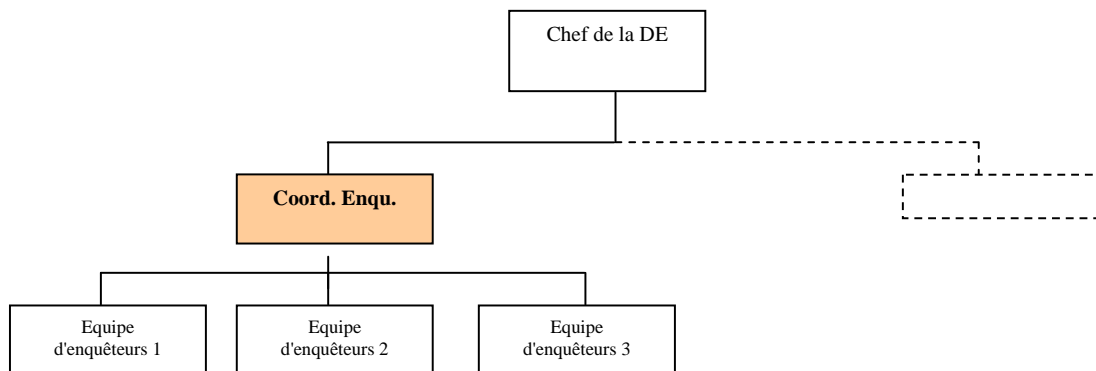 Chef de la DE
Coord. Enqu.
Equipe
d'enquêteurs 1
Equipe
d'enquêteurs 2
Equipe
d'enquêteurs 3